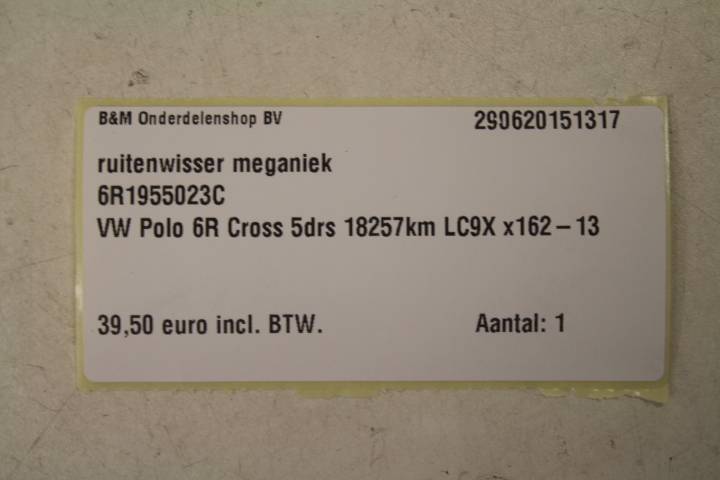 B&M Onderdelenshop BV 290620151317
ruitenwisser meganiek
6R1955023C
VW Polo 6R Cross 5drs 18257km LC9X x162-13
39,50 euro incl. BTW. Aantal: 1